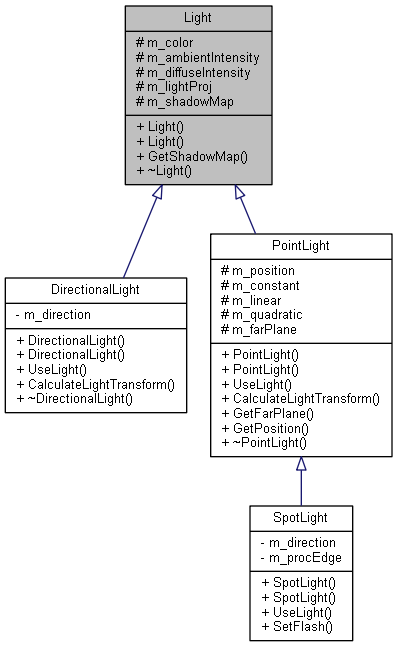 Light
# m_color
# m_ambientIntensity
# m_diffuseIntensity
# m_lightProj
# m_shadowMap
+ Light()
+ Light()
+ GetShadowMap()
+ ~Light()
DirectionalLight
- m_direction
+ DirectionalLight()
+ DirectionalLight()
+ UseLight()
+ CalculateLightTransform()
+ ~DirectionalLight()
PointLight
# m_position
# m_constant
# m_linear
# m_quadratic
# m_farPlane
+ PointLight()
+ PointLight()
+ UseLight()
+ CalculateLightTransform()
+ GetFarPlane()
+ GetPosition()
+ ~PointLight()
SpotLight
- m_direction
- m_procEdge
+ SpotLight()
+ SpotLight()
+ UseLight()
+ SetFlash()